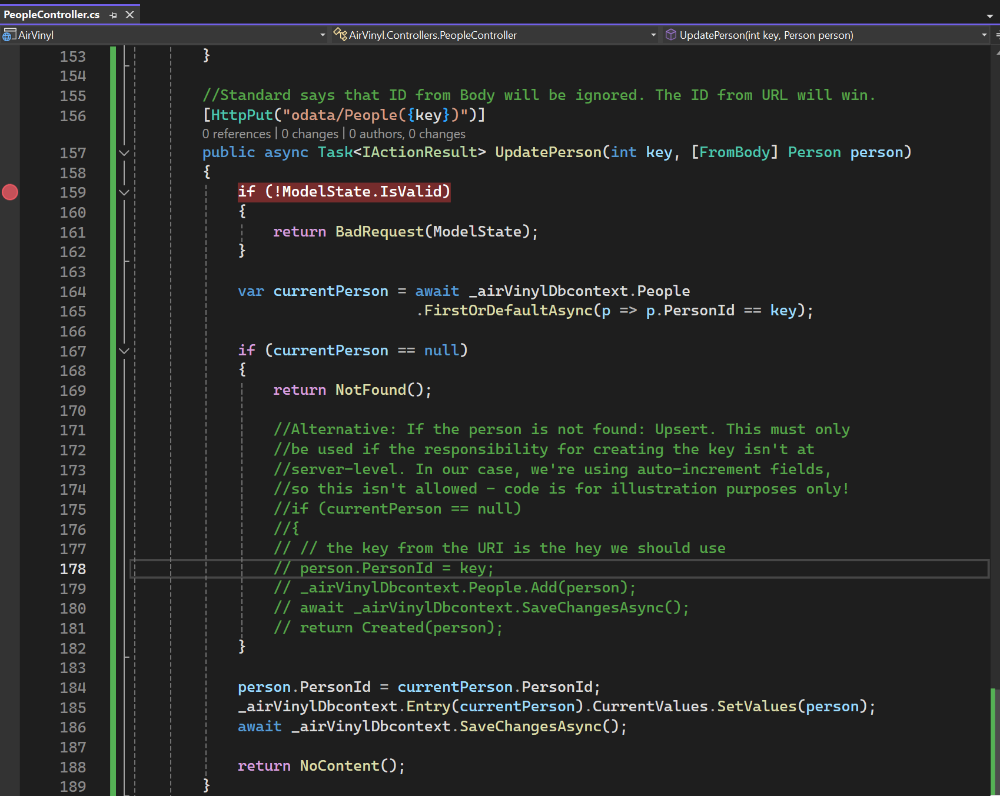 PeopleController.cs
AirVinyl AirVinyl.Controllers.PeopleController UpdatePerson(int key, Person person)
153 }
154
155 //Standard says that ID from Body will be ignored. The ID from URL will win.
156 [HttpPut("odata/People({key})")]
0 references | 0 changes | 0 authors, 0 changes
157 public async Task<IActionResult> UpdatePerson(int key, [FromBody] Person person)
158 {
159 if (!ModelState.IsValid)
160 {
161 return BadRequest(ModelState);
162 }
163
164 var currentPerson = await _airVinylDbcontext.People
165 .FirstOrDefaultAsync(p => p.PersonId == key);
166
167 if (currentPerson == null)
168 {
169 return NotFound();
170
171 //Alternative: If the person is not found: Upsert. This must only
172 //be used if the responsibility for creating the key isn't at
173 //server-level. In our case, we're using auto-increment fields,
174 //so this isn't allowed - code is for illustration purposes only!
175 //if (currentPerson == null)
176 //{
177 // // the key from the URI is the hey we should use
178 // person.PersonId = key;
179 // _airVinylDbcontext.People.Add(person);
180 // await _airVinylDbcontext.SaveChangesAsync();
181 // return Created(person);
182 }
183
184 person.PersonId = currentPerson.PersonId;
185 _airVinylDbcontext.Entry(currentPerson).CurrentValues.SetValues(person);
186 await _airVinylDbcontext.SaveChangesAsync();
187
188 return NoContent();
189 }